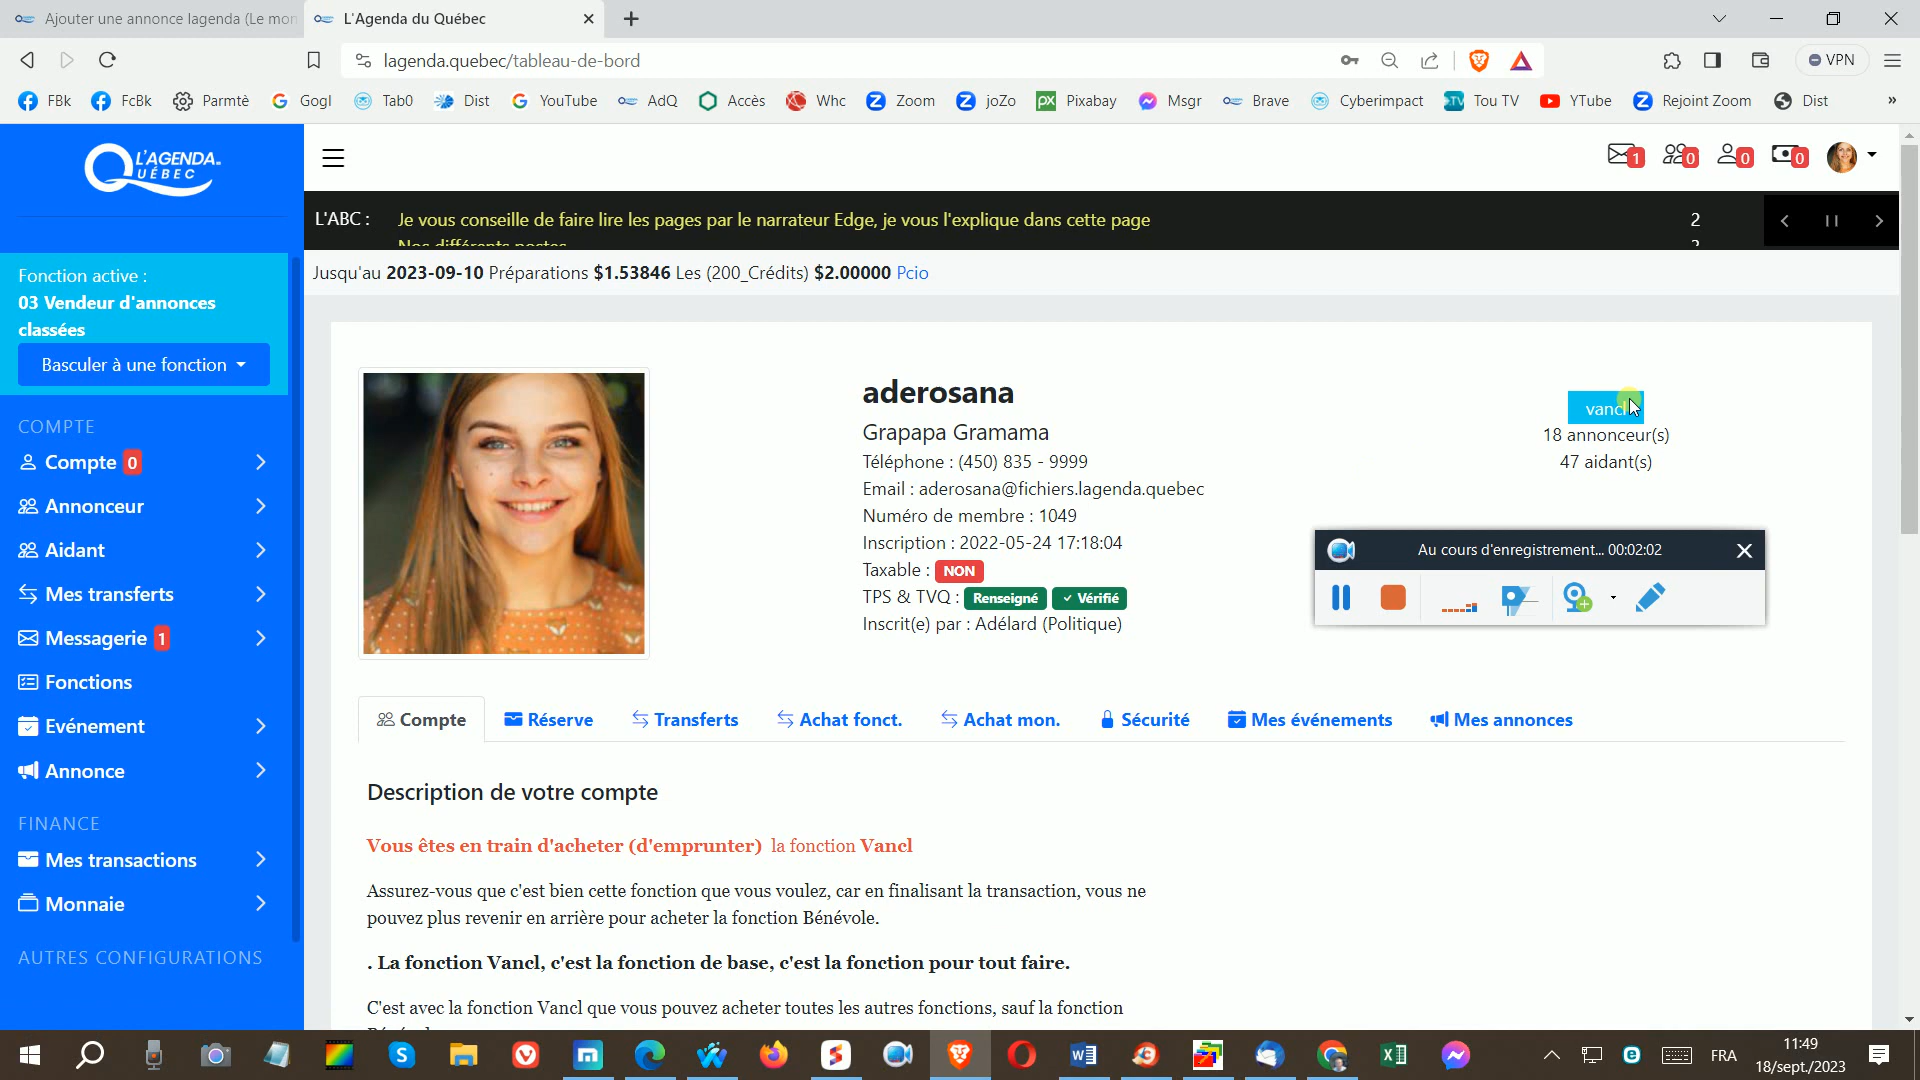 Ajouter une annonce lagenda (Le mon
L'Agenda du Québec
lagenda.quebec/tableau-de-bord
VPN
FBk
FcBk
Parmtè
Gogl
Tab0
Dist
YouTube
AdQ
Accès
Whc
Zoom
joZo
Pixabay
Msgr
Brave
Cyberimpact
Tou TV
YTube
Rejoint Zoom
Dist
»
L'AGENDA
QUÉBEC
1
0
0
0
L'ABC :
Je vous conseille de faire lire les pages par le narrateur Edge, je vous l'explique dans cette page
2
Jusqu'au 2023-09-10 Préparations $1.53846 Les (200_Crédits) $2.00000 Pcio
Fonction active :
03 Vendeur d'annonces
classées
Basculer à une fonction
COMPTE
Compte 0
Annonceur
Aidant
Mes transferts
Messagerie 1
Fonctions
Evénement
Annonce
FINANCE
Mes transactions
Monnaie
AUTRES CONFIGURATIONS
aderosana
Grapapa Gramama
Téléphone : (450) 835 - 9999
Email : aderosana@fichiers.lagenda.quebec
Numéro de membre : 1049
Inscription : 2022-05-24 17:18:04
Taxable : NON
TPS & TVQ : Renseigné ✓ Vérifié
Inscrit(e) par : Adélard (Politique)
18 annonceur(s)
47 aidant(s)
Au cours d'enregistrement... 00:02:02
Compte
Réserve
Transferts
Achat fonct.
Achat mon.
Sécurité
Mes événements
Mes annonces
Description de votre compte
Vous êtes en train d'acheter (d'emprunter) la fonction Vancl
Assurez-vous que c'est bien cette fonction que vous voulez, car en finalisant la transaction, vous ne
pouvez plus revenir en arrière pour acheter la fonction Bénévole.
. La fonction Vancl, c'est la fonction de base, c'est la fonction pour tout faire.
C'est avec la fonction Vancl que vous pouvez acheter toutes les autres fonctions, sauf la fonction
FRA
11:49
18/sept./2023